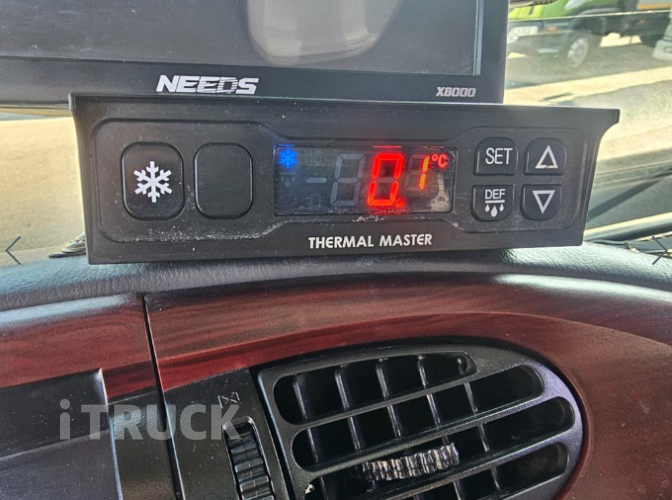 NEEDS X8000
01°C
SET
DEF
THERMAL MASTER
iTRUCK